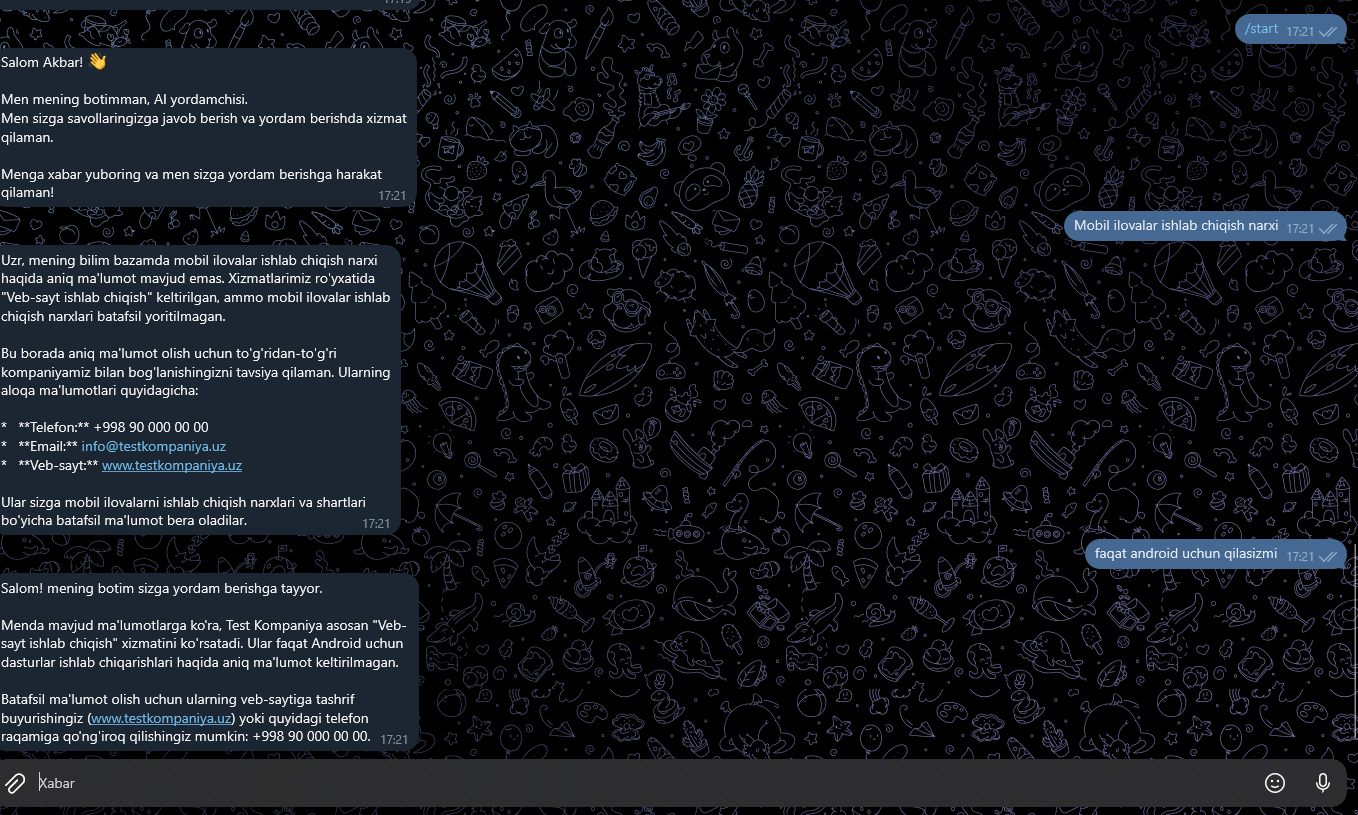 /start 17:21
Salom Akbar! 👋
Men mening botimman, AI yordamchisi.
Men sizga savollaringizga javob berish va yordam berishda xizmat
qilaman.
Menga xabar yuboring va men sizga yordam berishga harakat
qilaman! 17:21
Mobil ilovalar ishlab chiqish narxi 17:21
Uzr, mening bilim bazamda mobil ilovalar ishlab chiqish narxi
haqida aniq ma'lumot mavjud emas. Xizmatlarimiz ro'yxatida
"Veb-sayt ishlab chiqish" keltirilgan, ammo mobil ilovalar ishlab
chiqish narxlari batafsil yoritilmagan.
Bu borada aniq ma'lumot olish uchun to'g'ridan-to'g'ri
kompaniyamiz bilan bog'lanishingizni tavsiya qilaman. Ularning
aloqa ma'lumotlari quyidagicha:
* **Telefon:** +998 90 000 00 00
* **Email:** info@testkompaniya.uz
* **Veb-sayt:** www.testkompaniya.uz
Ular sizga mobil ilovalarni ishlab chiqish narxlari va shartlari
bo'yicha batafsil ma'lumot bera oladilar. 17:21
faqat android uchun qilasizmi 17:21
Salom! mening botim sizga yordam berishga tayyor.
Menda mavjud ma'lumotlarga ko'ra, Test Kompaniya asosan "Veb-
sayt ishlab chiqish" xizmatini ko'rsatadi. Ular faqat Android uchun
dasturlar ishlab chiqarishlari haqida aniq ma'lumot keltirilmagan.
Batafsil ma'lumot olish uchun ularning veb-saytiga tashrif
buyurishingiz (www.testkompaniya.uz) yoki quyidagi telefon
raqamiga qo'ng'iroq qilishingiz mumkin: +998 90 000 00 00. 17:21
Xabar